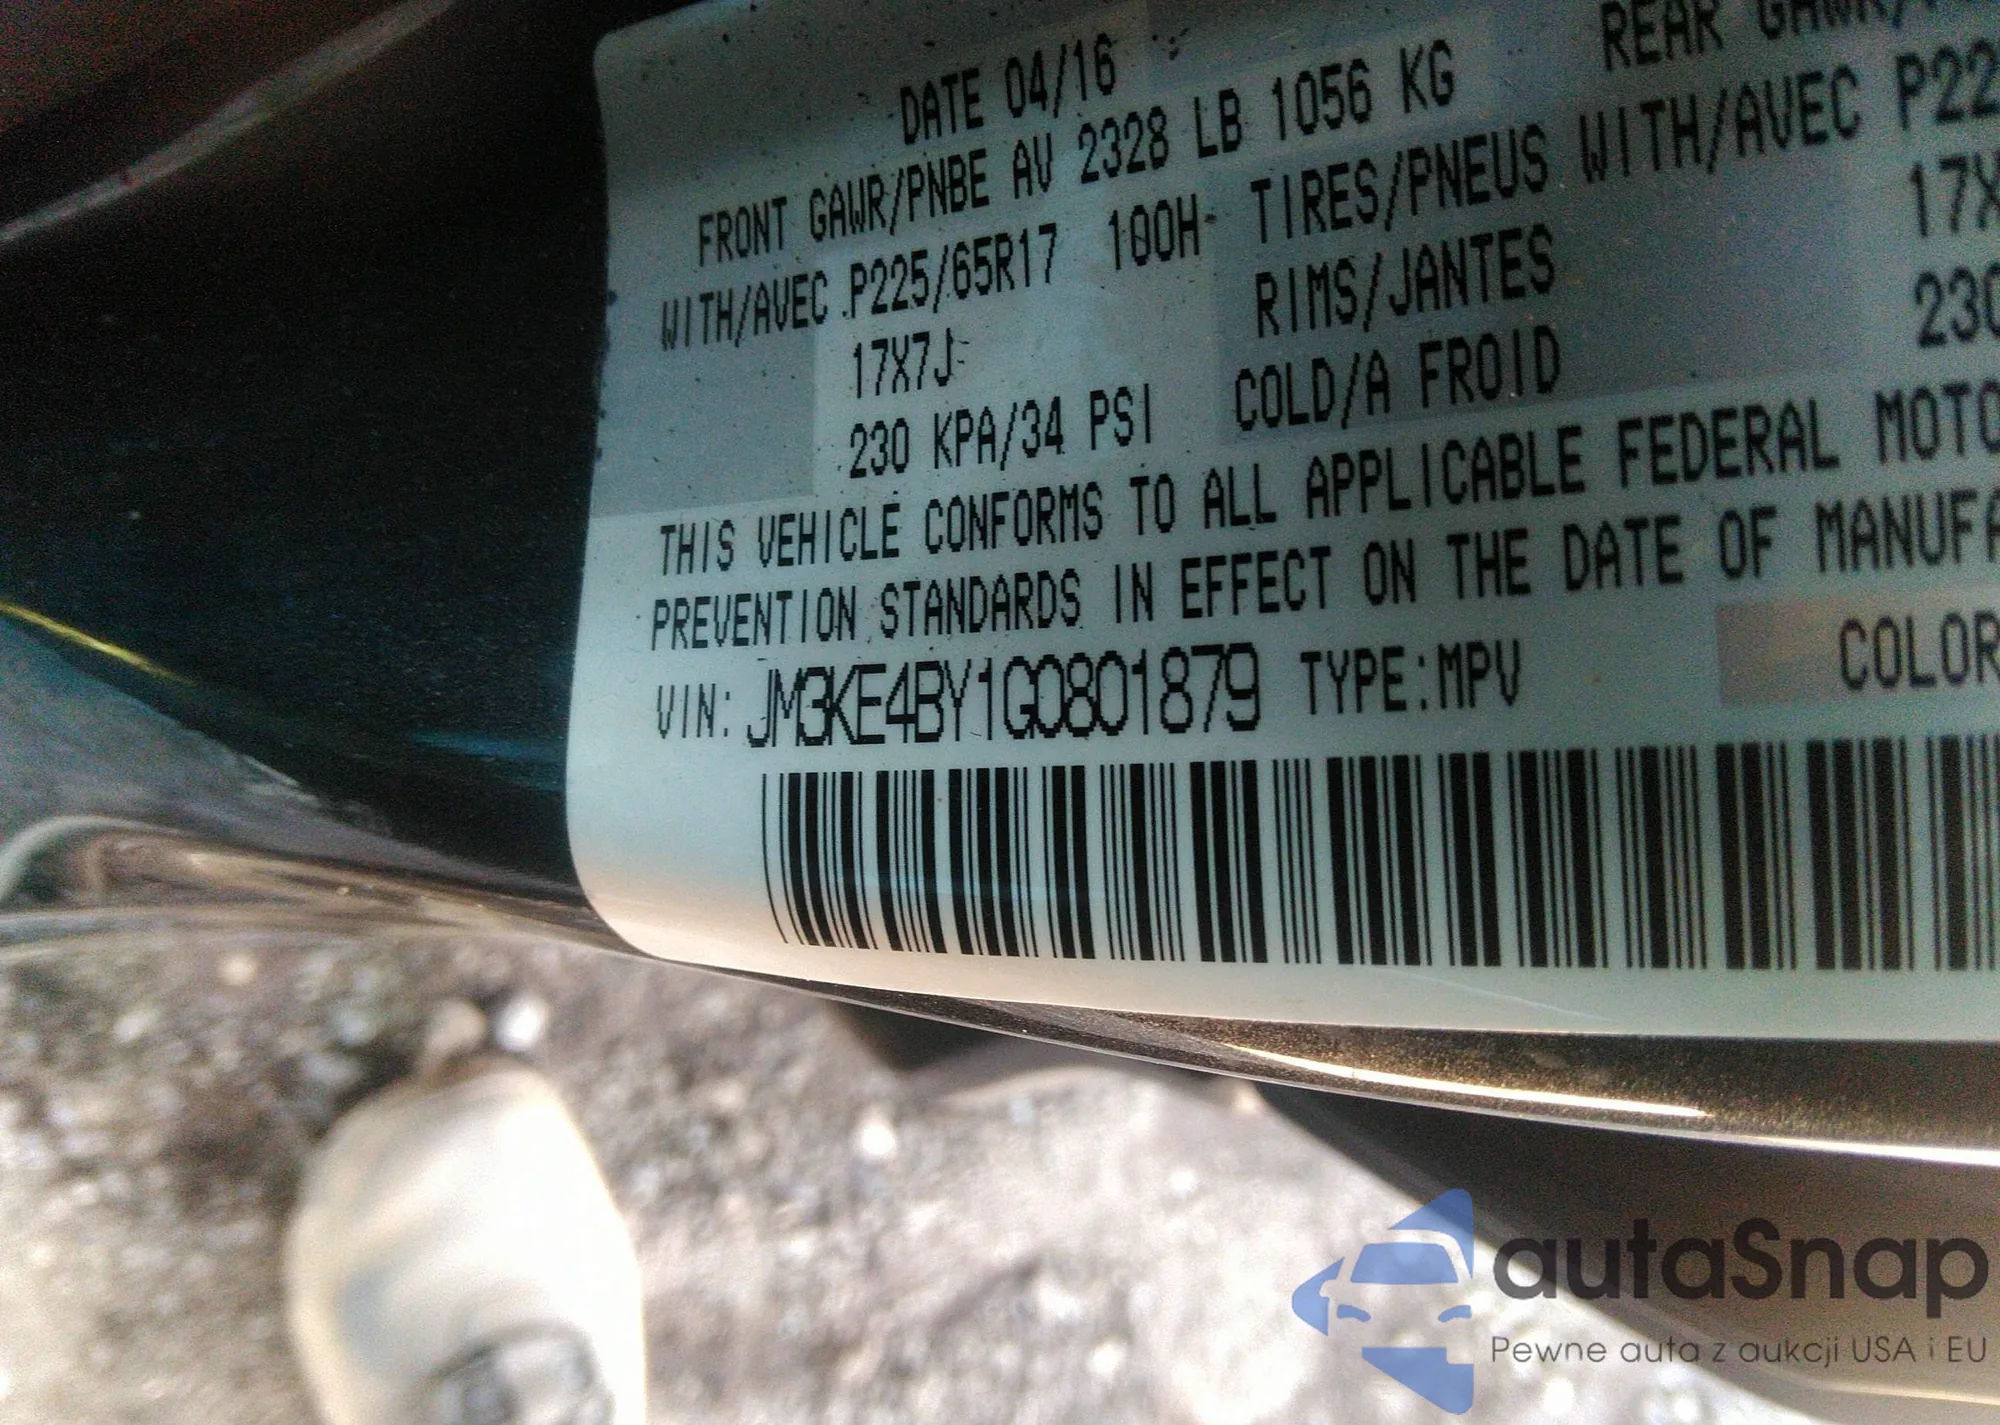 DATE 04/16
FRONT GAWR/PNBE AV 2328 LB 1056 KG REAR GAWR/
WITH/AVEC P225/65R17 100H TIRES/PNEUS WITH/AVEC P22
17X7J RIMS/JANTES 17X
230 KPA/34 PSI COLD/A FROID 230
THIS VEHICLE CONFORMS TO ALL APPLICABLE FEDERAL MOTO
PREVENTION STANDARDS IN EFFECT ON THE DATE OF MANUFA
VIN: JM3KE4BY1G0801879 TYPE:MPV COLOR
autaSnap
Pewne auta z aukcji USA i EU